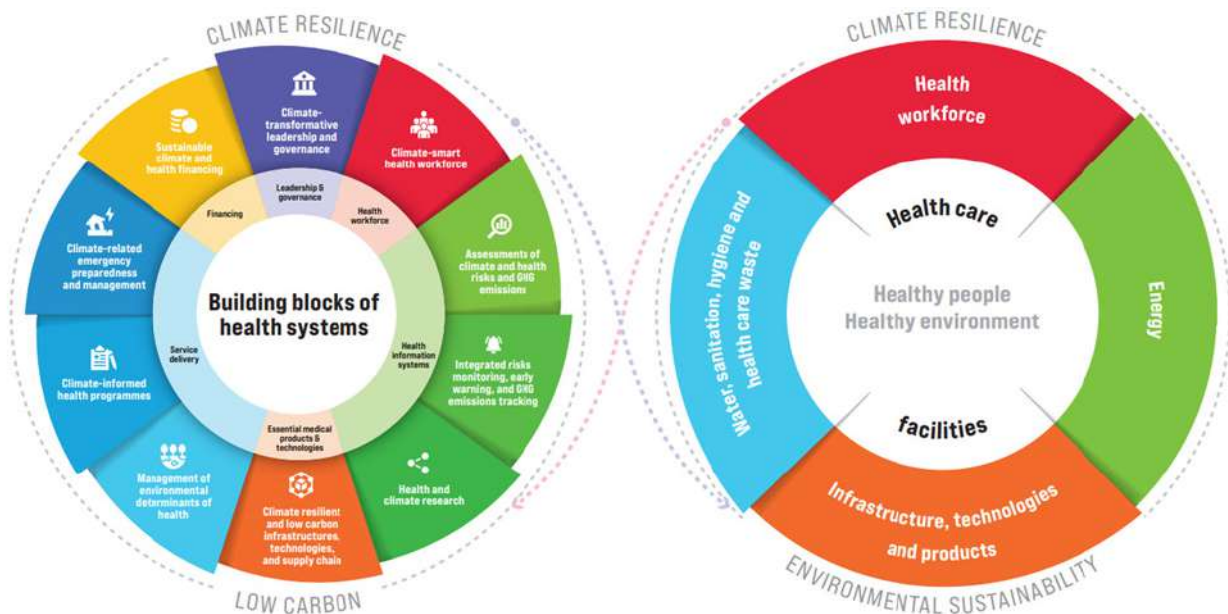 CLIMATE RESILIENCE
Climate-
transformative
leadership and
governance
Climate-smart
health workforce
Assessments of
climate and health
risks and GHG
emissions
Integrated risks
monitoring, early
warning, and GHG
emissions tracking
Health and
climate research
Climate resilient
and low carbon
infrastructures,
technologies,
and supply chain
Management of
environmental
determinants of
health
Climate-informed
health programmes
Climate-related
emergency
preparedness
and management
Sustainable
climate and
health financing
Leadership &
governance
Health
workforce
Health
information
systems
Essential medical
products &
technologies
Service
delivery
Financing
Building blocks of
health systems
LOW CARBON
CLIMATE RESILIENCE
Health
workforce
Energy
Infrastructure, technologies
and products
Water, sanitation, hygiene and
health care waste
Health care
Healthy people
Healthy environment
facilities
ENVIRONMENTAL SUSTAINABILITY